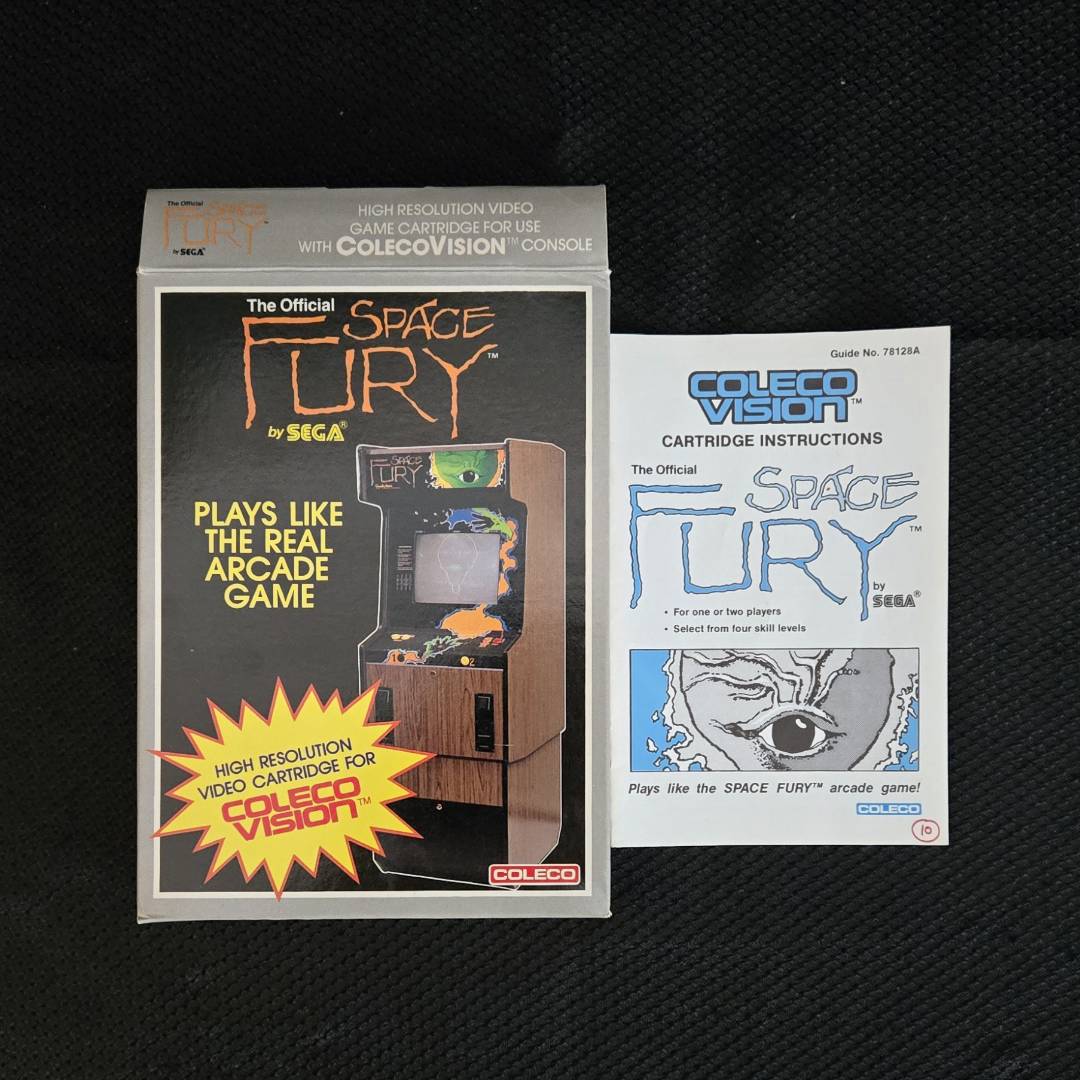 The Official
SPACE
FURY™
by SEGA®
HIGH RESOLUTION VIDEO
GAME CARTRIDGE FOR USE
WITH COLECOVISION™ CONSOLE
The Official
SPACE
FURY™
by SEGA®
SPACE
FURY
PLAYS LIKE
THE REAL
ARCADE
GAME
2
HIGH RESOLUTION
VIDEO CARTRIDGE FOR
COLECO
VISION™
COLECO
Guide No. 78128A
COLECO
VISION™
CARTRIDGE INSTRUCTIONS
The Official
SPACE
FURY™
by
SEGA®
• For one or two players
• Select from four skill levels
Plays like the SPACE FURY™ arcade game!
COLECO
10